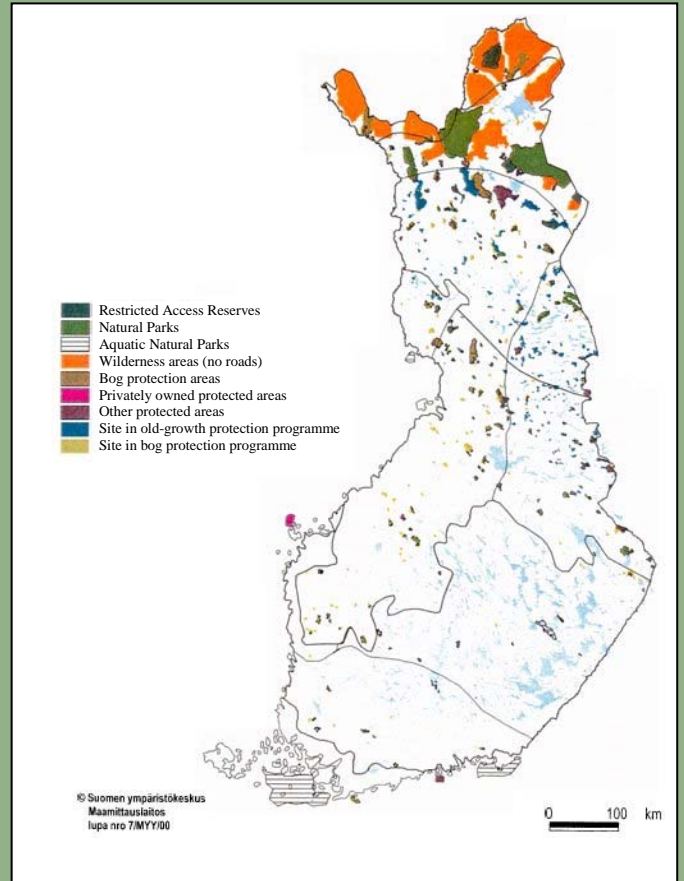 Restricted Access Reserves
Natural Parks
Aquatic Natural Parks
Wilderness areas (no roads)
Bog protection areas
Privately owned protected areas
Other protected areas
Site in old-growth protection programme
Site in bog protection programme
© Suomen ympäristökeskus
Maamittauslaitos
lupa nro 7/MYY/00
0 100 km